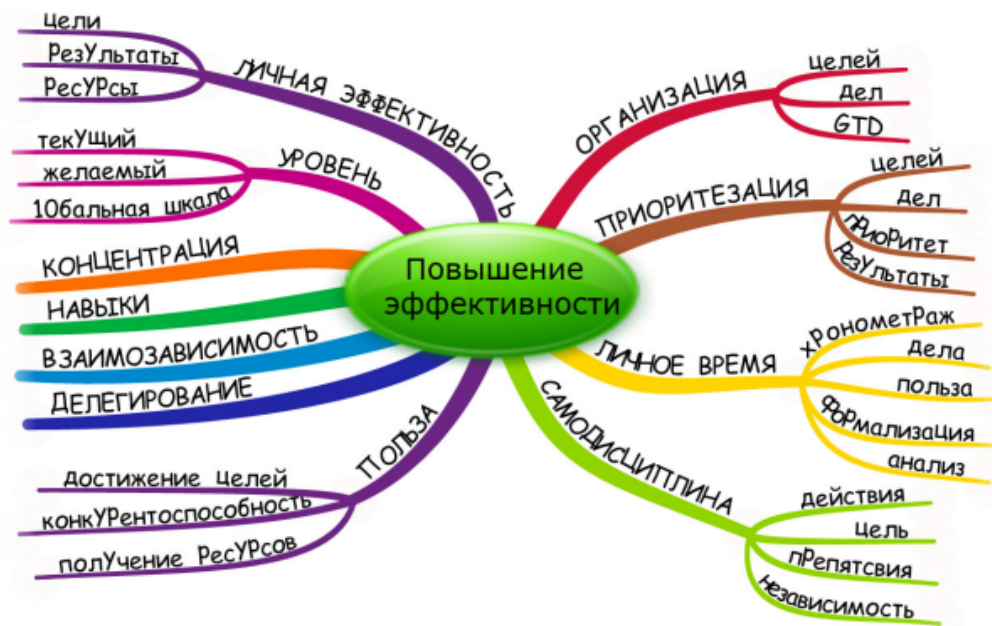 Повышение
эффективности
ЛИЧНАЯ ЭФФЕКТИВНОСТЬ
цели
РезУльтаты
РесУРсы
УРОВЕНЬ
текУщий
желаемый
10бальная шкала
КОНЦЕНТРАЦИЯ
НАВЫКИ
ВЗАИМОЗАВИСИМОСТЬ
ДЕЛЕГИРОВАНИЕ
ПОЛЬЗА
достижение целей
конкУРентоспособность
полУчение РесУРсов
ОРГАНИЗАЦИЯ
целей
дел
GTD
ПРИОРИТЕЗАЦИЯ
целей
дел
пРиоРитет
РезУльтаты
ЛИЧНОЕ ВРЕМЯ
хРонометРаж
дела
польза
фоРмализация
анализ
САМОДИСЦИПЛИНА
действия
цель
пРепятсвия
независимость